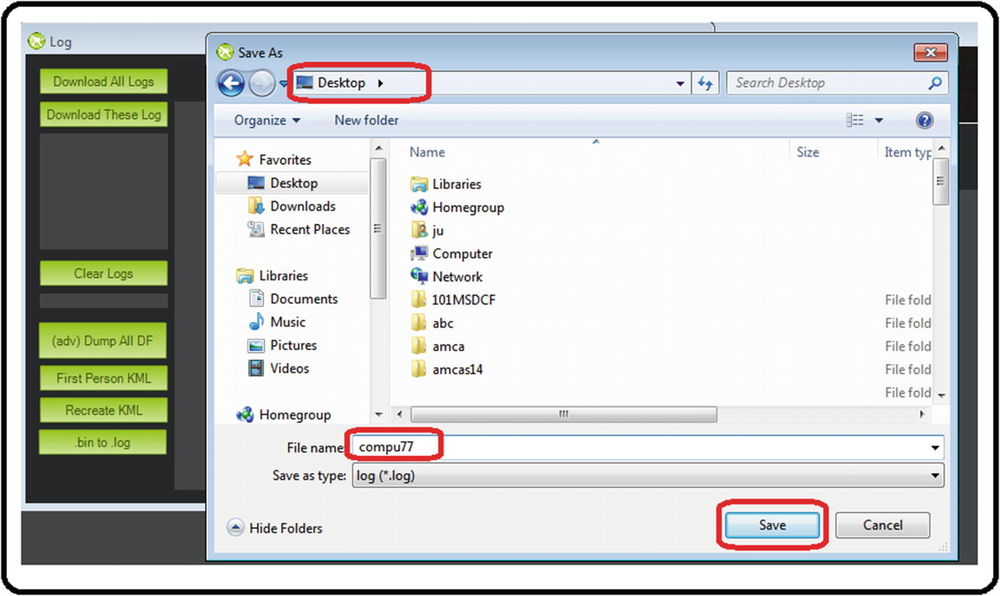 Log
Download All Logs
Download These Log
Clear Logs
(adv) Dump All DF
First Person KML
Recreate KML
.bin to .log
Save As
Desktop
Search Desktop
Organize New folder
Favorites
Desktop
Downloads
Recent Places
Libraries
Documents
Music
Pictures
Videos
Homegroup
Name Size Item typ
Libraries
Homegroup
ju
Computer
Network
101MSDCF File fold
abc File fold
amca File fold
amcas14 File fold
File fold
File name: compu77
Save as type: log (*.log)
Hide Folders Save Cancel